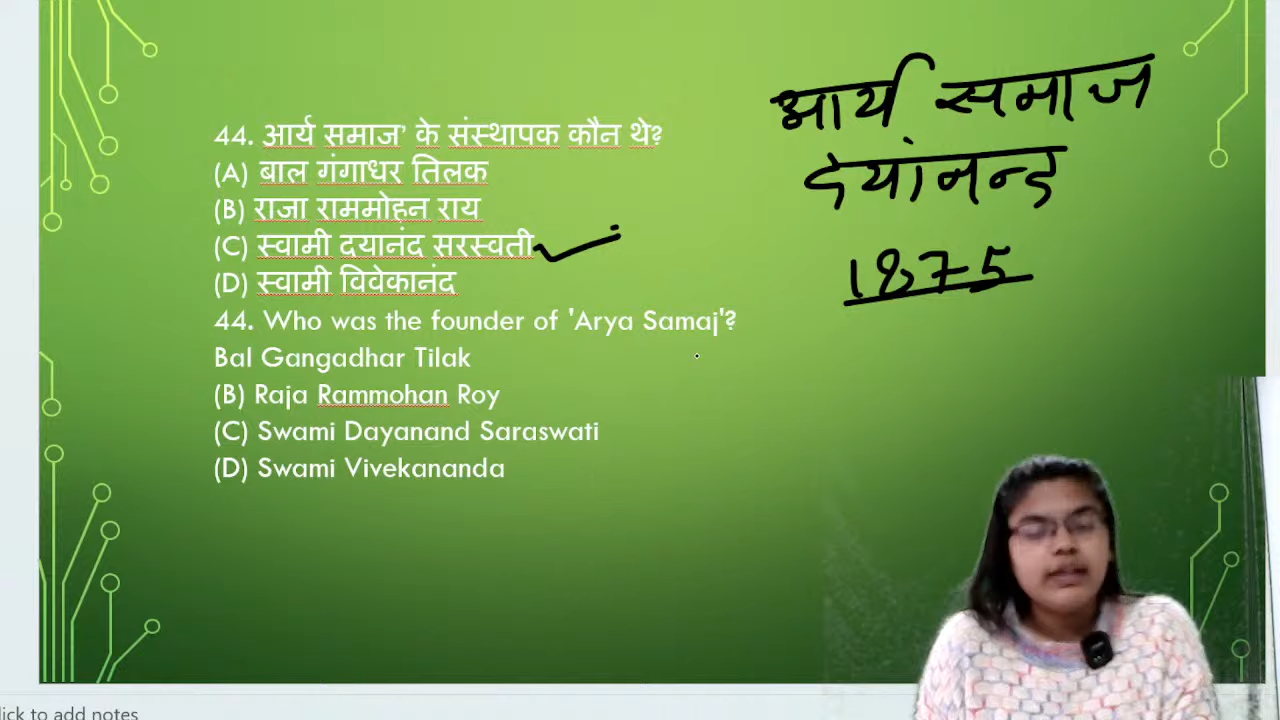 44. आर्य समाज' के संस्थापक कौन थे?
(A) बाल गंगाधर तिलक
(B) राजा राममोहन राय
(C) स्वामी दयानंद सरस्वती
(D) स्वामी विवेकानंद
44. Who was the founder of 'Arya Samaj'?
Bal Gangadhar Tilak
(B) Raja Rammohan Roy
(C) Swami Dayanand Saraswati
(D) Swami Vivekananda
आर्य समाज
देयांनन्द
1875
lick to add notes